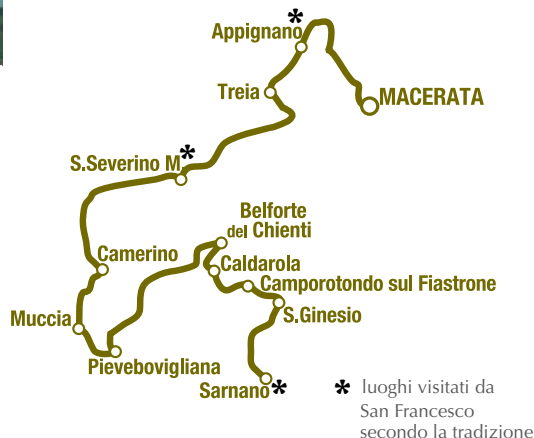 *
Appignano
Treia
MACERATA
S.Severino M.
*
Belforte
del Chienti
Camerino
Caldarola
Camporotondo sul Fiastrone
S.Ginesio
Muccia
Pievebovigliana
Sarnano*
* luoghi visitati da
San Francesco
secondo la tradizione